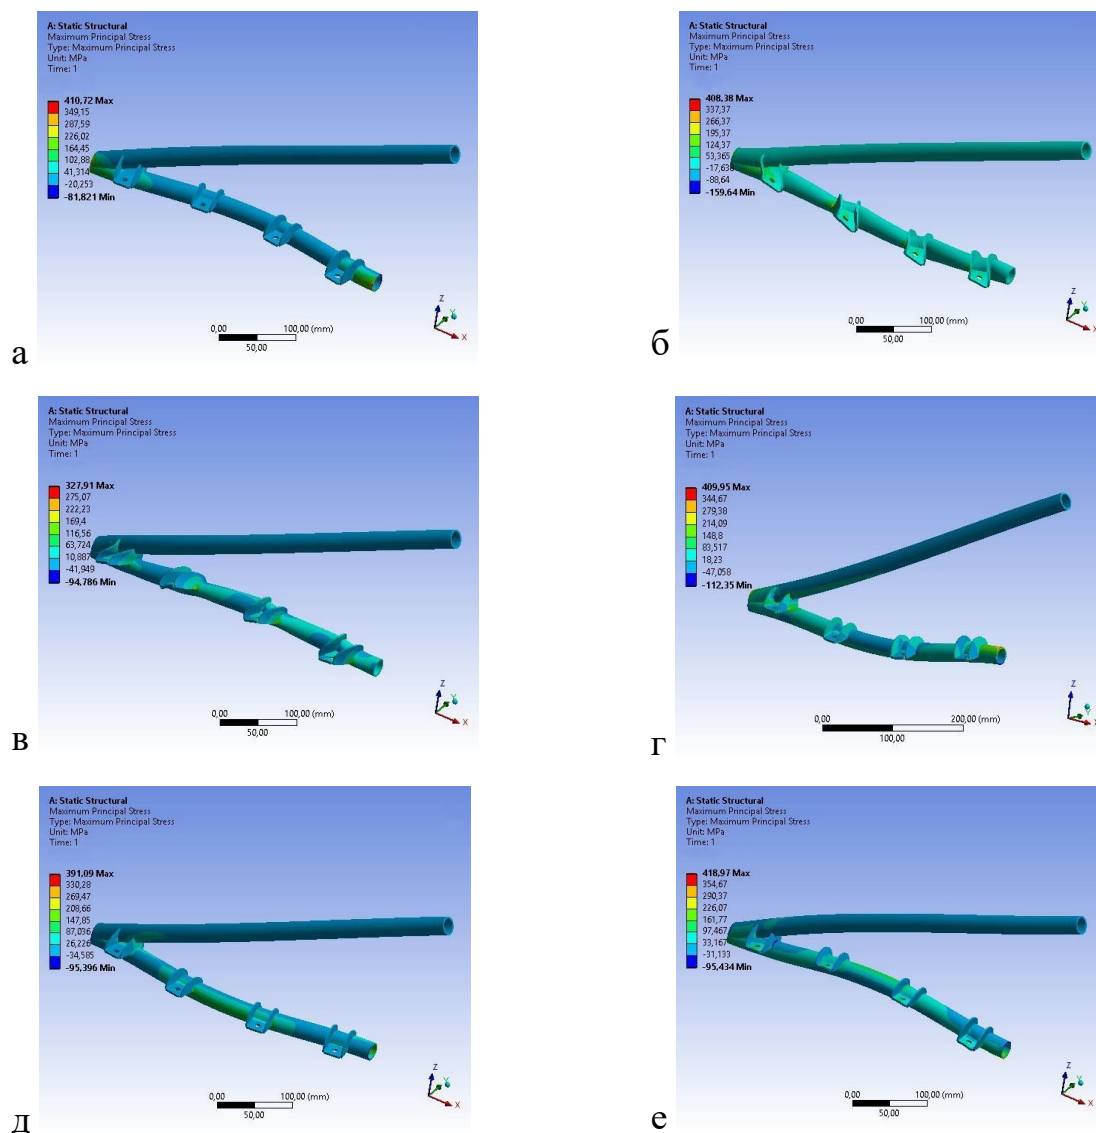 A: Static Structural
Maximum Principal Stress
Type: Maximum Principal Stress
Unit: MPa
Time: 1
410,72 Max
349,15
287,59
226,02
164,45
102,88
41,314
-20,253
-81,821 Min
0,00 100,00 (mm)
50,00
Z
Y
X
а
A: Static Structural
Maximum Principal Stress
Type: Maximum Principal Stress
Unit: MPa
Time: 1
408,38 Max
337,37
266,37
195,37
124,37
53,365
-17,638
-88,64
-159,64 Min
0,00 100,00 (mm)
50,00
Z
Y
X
б
A: Static Structural
Maximum Principal Stress
Type: Maximum Principal Stress
Unit: MPa
Time: 1
327,91 Max
275,07
222,23
169,4
116,56
63,724
10,887
-41,949
-94,786 Min
0,00 100,00 (mm)
50,00
Z
Y
X
в
A: Static Structural
Maximum Principal Stress
Type: Maximum Principal Stress
Unit: MPa
Time: 1
409,95 Max
344,67
279,38
214,09
148,8
83,517
18,23
-47,058
-112,35 Min
0,00 200,00 (mm)
100,00
Z
Y
X
г
A: Static Structural
Maximum Principal Stress
Type: Maximum Principal Stress
Unit: MPa
Time: 1
391,09 Max
330,28
269,47
208,66
147,85
87,036
26,226
-34,585
-95,396 Min
0,00 100,00 (mm)
50,00
Z
Y
X
д
A: Static Structural
Maximum Principal Stress
Type: Maximum Principal Stress
Unit: MPa
Time: 1
418,97 Max
354,67
290,37
226,07
161,77
97,467
33,167
-31,133
-95,434 Min
0,00 100,00 (mm)
50,00
Z
Y
X
е